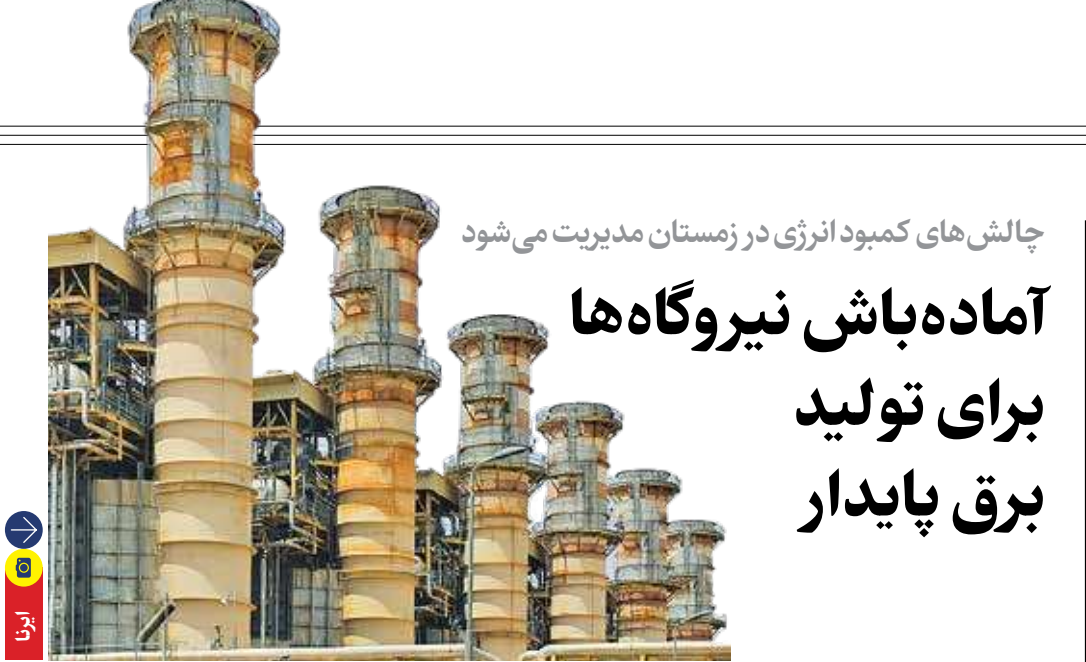 چالش‌های کمبود انرژی در زمستان مدیریت می‌شود
آماده‌باش نیروگاه‌ها
برای تولید
برق پایدار
ایرنا